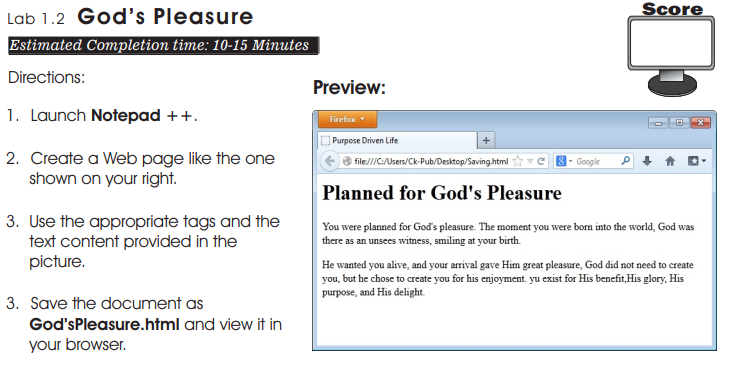 Lab 1.2 God's Pleasure
Score
Estimated Completion time: 10-15 Minutes
Directions:
1. Launch Notepad ++.
2. Create a Web page like the one
shown on your right.
3. Use the appropriate tags and the
text content provided in the
picture.
3. Save the document as
God'sPleasure.html and view it in
your browser.
Preview:
Firefox
Purpose Driven Life
+
file:///C:/Users/Ck-Pub/Desktop/Saving.html
8 - Google
Planned for God's Pleasure
You were planned for God's pleasure. The moment you were born into the world, God was
there as an unsees witness, smiling at your birth.
He wanted you alive, and your arrival gave Him great pleasure, God did not need to create
you, but he chose to create you for his enjoyment. yu exist for His benefit,His glory, His
purpose, and His delight.